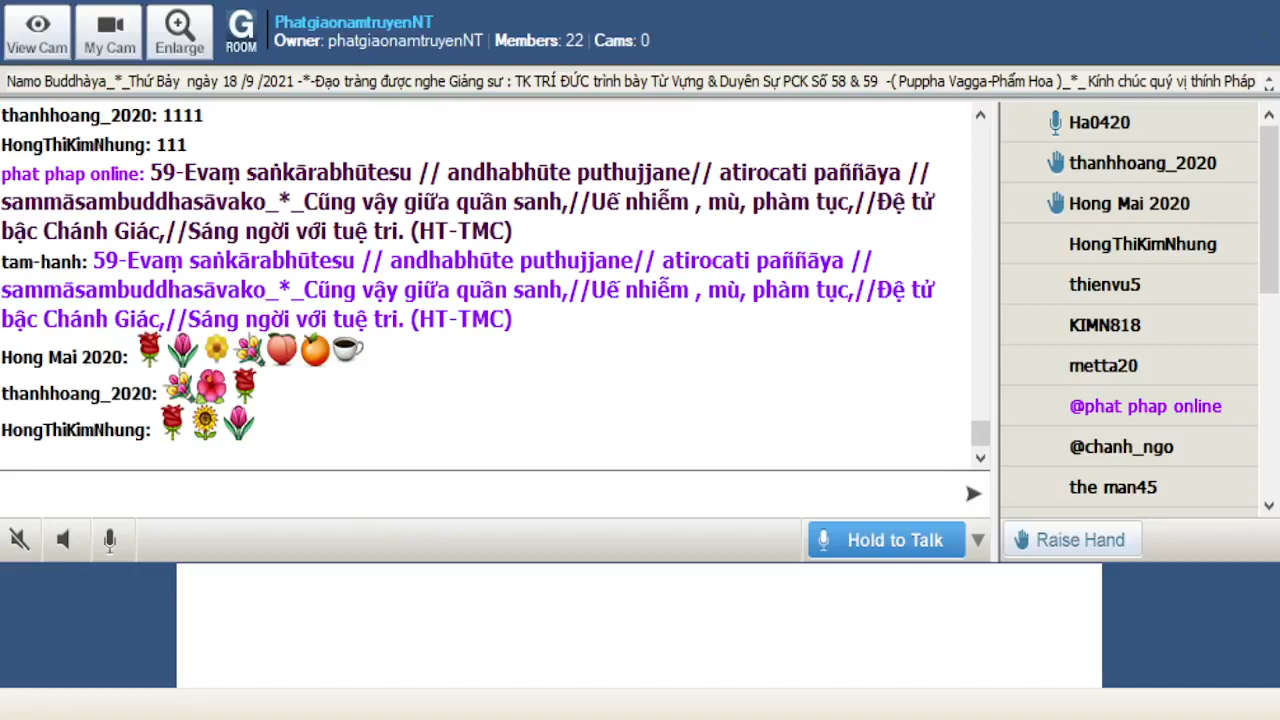 View Cam
My Cam
Enlarge
G
ROOM
PhatgiaonamtruyenNT
Owner: phatgiaonamtruyenNT | Members: 22 | Cams: 0
Namo Buddhàya_*_Thứ Bảy ngày 18 /9 /2021 -*-Đạo tràng được nghe Giảng sư : TK TRÍ ĐỨC trình bày Từ Vựng & Duyên Sự PCK Số 58 & 59 -( Puppha Vagga-Phẩm Hoa )_*_ Kính chúc quý vị thính Pháp
thanhhoang_2020: 1111
HongThiKimNhung: 111
phat phap online: 59-Evaṃ saṅkārabhūtesu // andhabhūte puthujjane// atirocati paññāya //
sammāsambuddhasāvako_*_Cũng vậy giữa quần sanh,//Uế nhiễm , mù, phàm tục,//Đệ tử
bậc Chánh Giác,//Sáng ngời với tuệ tri. (HT-TMC)
tam-hanh: 59-Evaṃ saṅkārabhūtesu // andhabhūte puthujjane// atirocati paññāya //
sammāsambuddhasāvako_*_Cũng vậy giữa quần sanh,//Uế nhiễm , mù, phàm tục,//Đệ tử
bậc Chánh Giác,//Sáng ngời với tuệ tri. (HT-TMC)
Hong Mai 2020:
thanhhoang_2020:
HongThiKimNhung:
Ha0420
thanhhoang_2020
Hong Mai 2020
HongThiKimNhung
thienvu5
KIMN818
metta20
@phat phap online
@chanh_ngo
the man45
Hold to Talk
Raise Hand